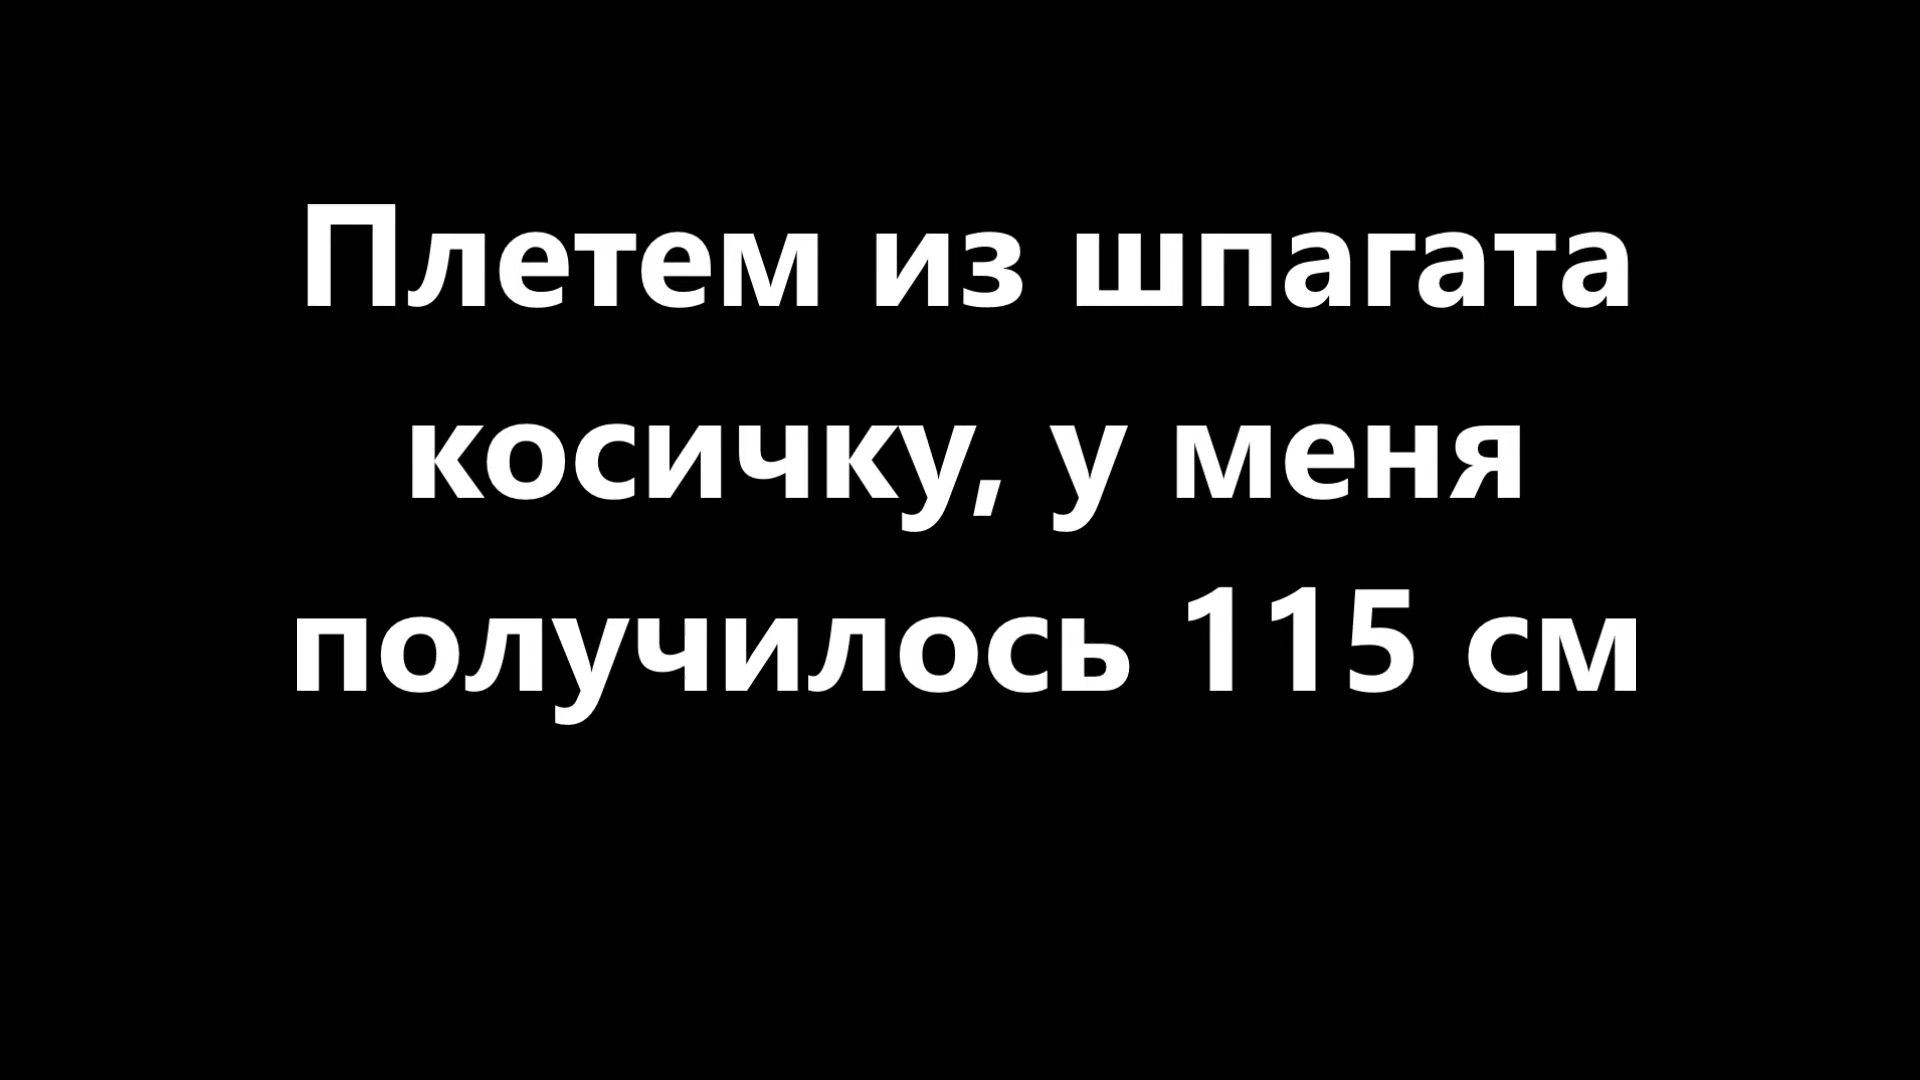 Плетем из шпагата
косичку, у меня
получилось 115 см